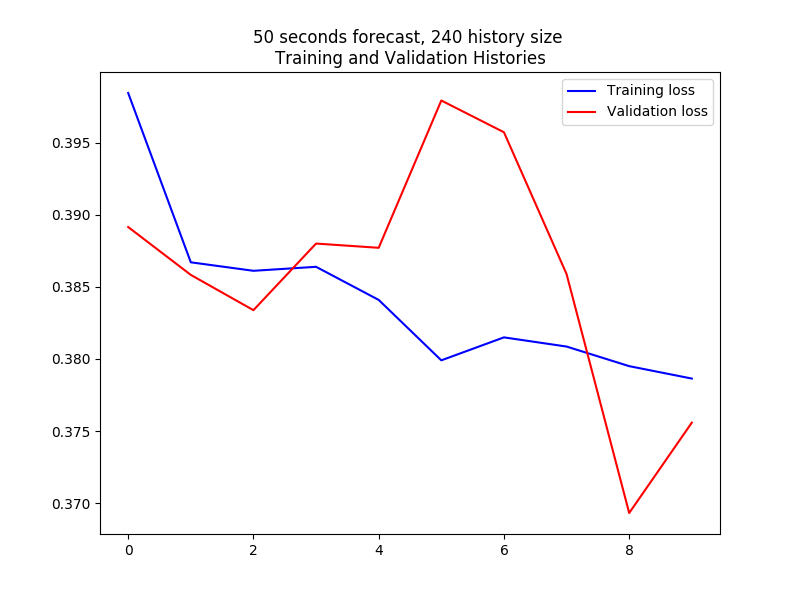 50 seconds forecast, 240 history size
Training and Validation Histories
Training loss
Validation loss
0.395
0.390
0.385
0.380
0.375
0.370
0 2 4 6 8